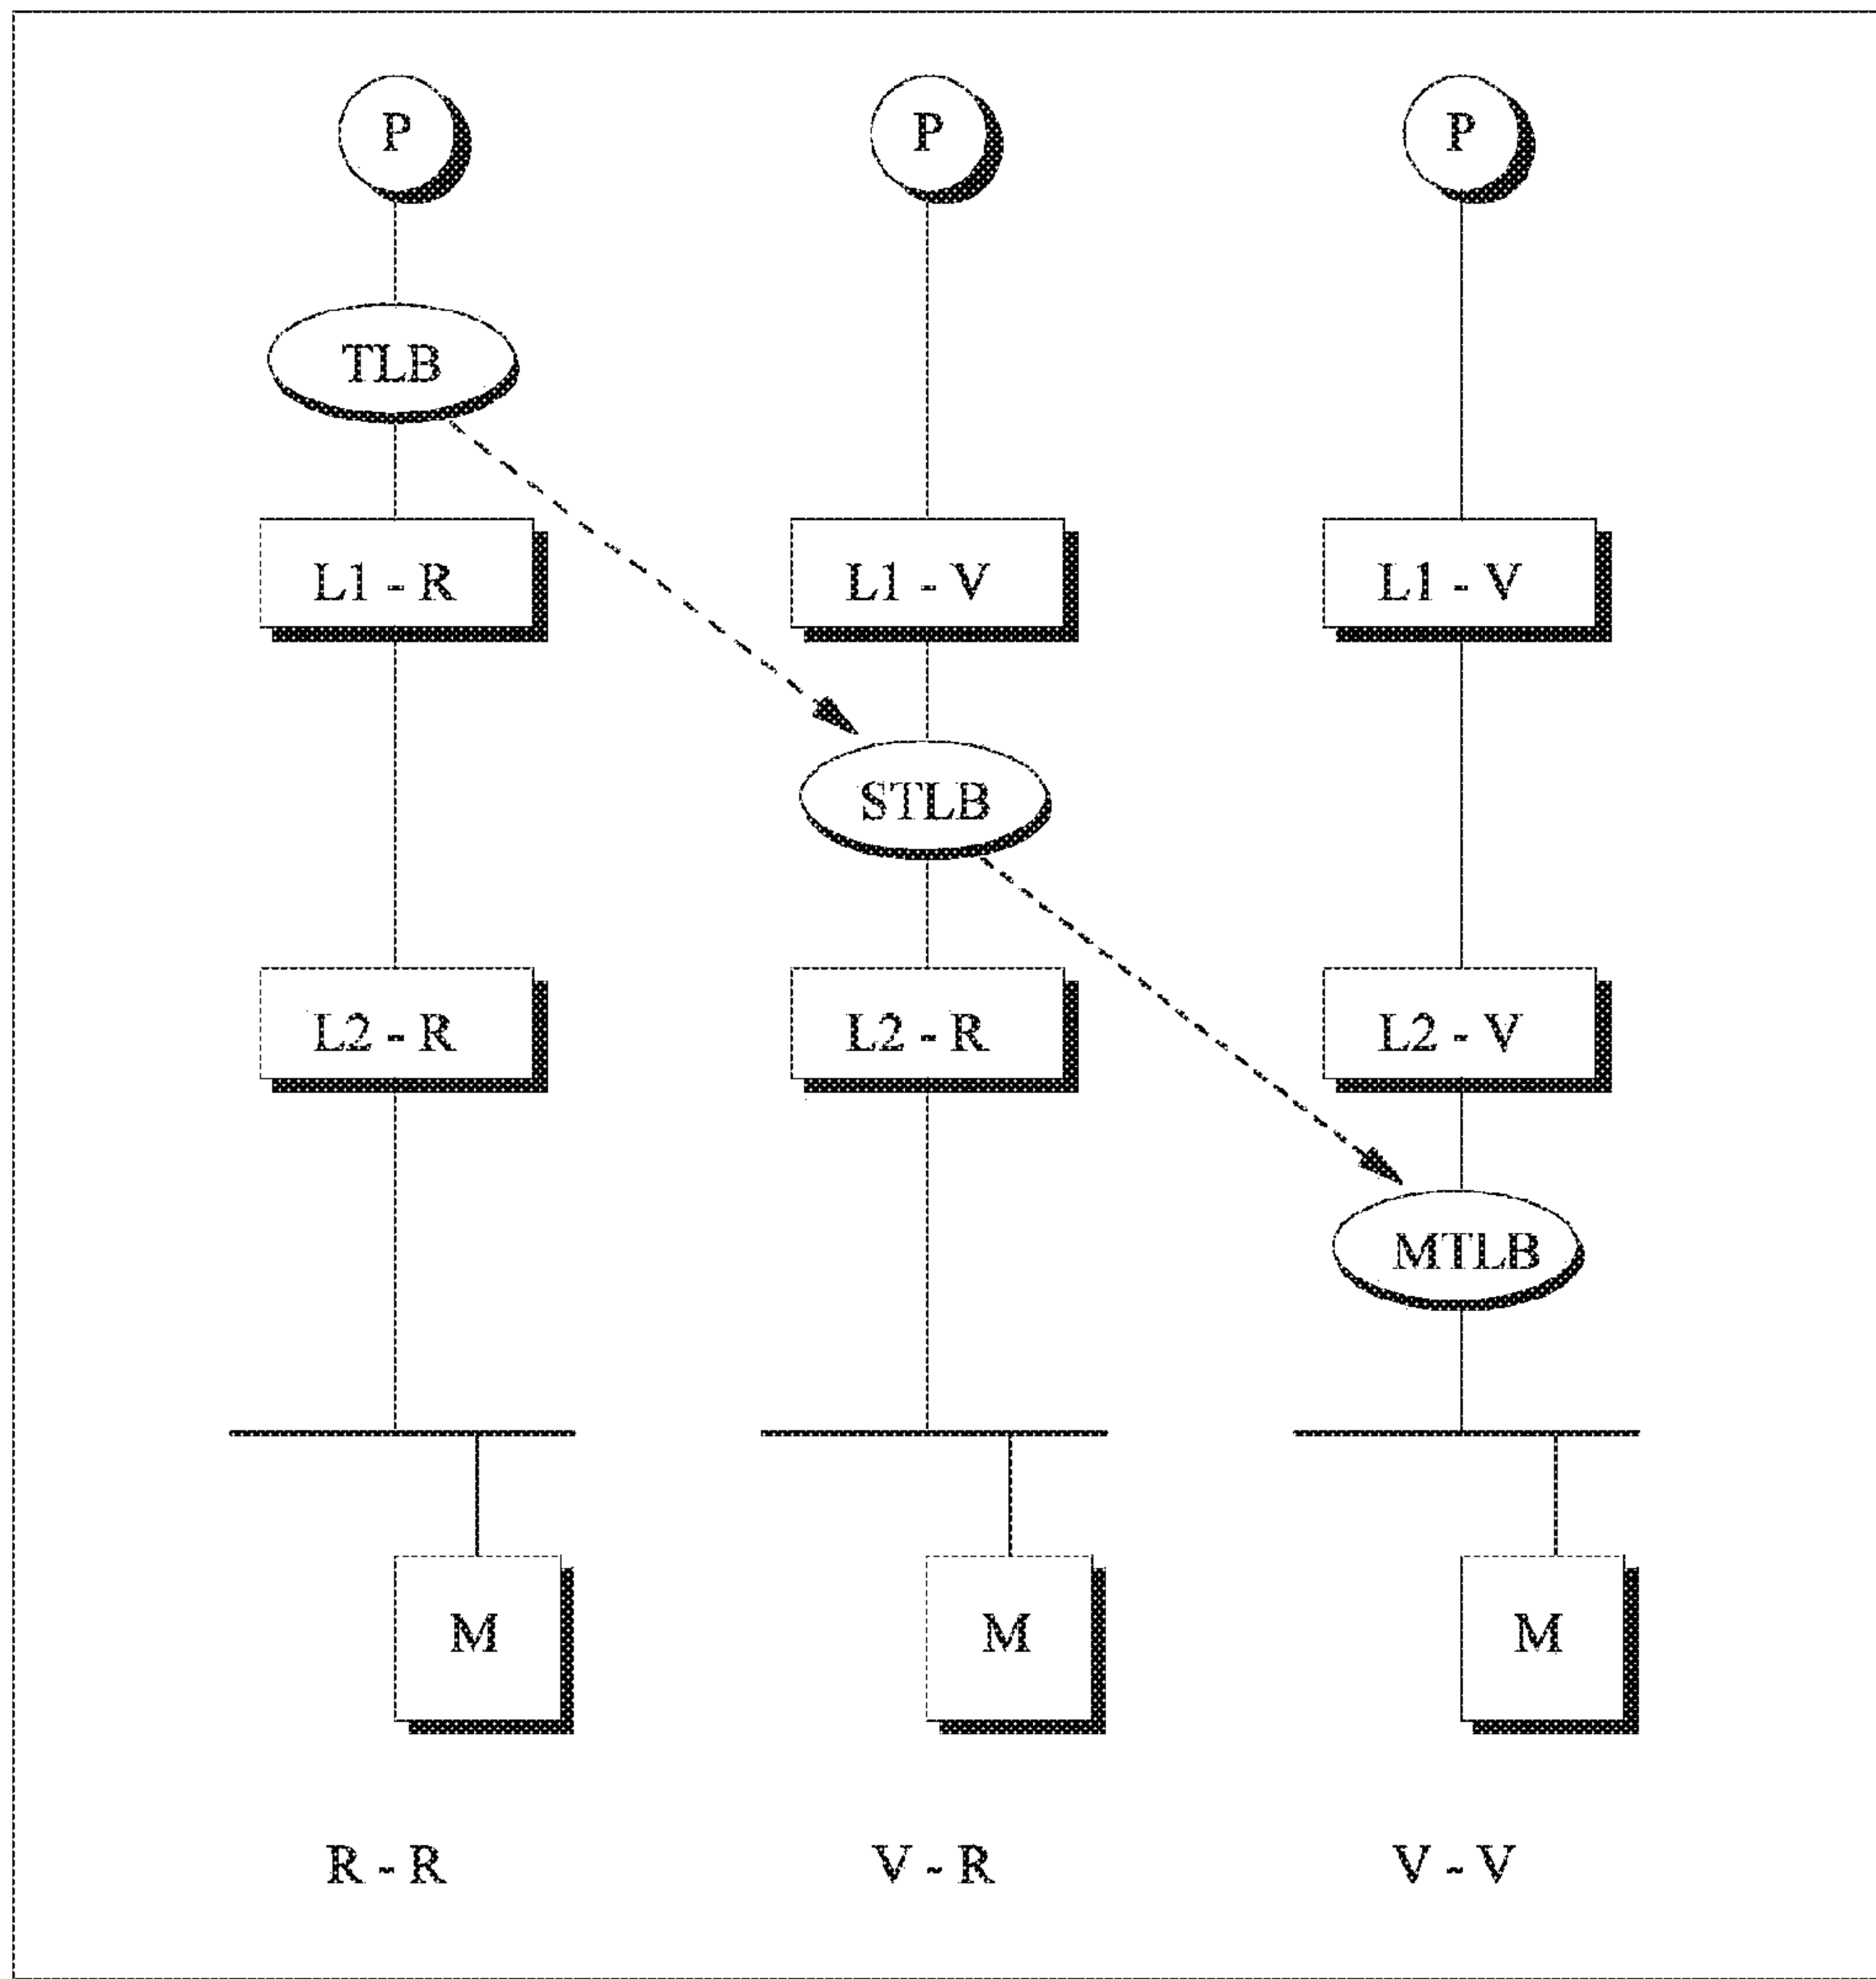 P P P
TLB
L1 - R L1 - V L1 - V
STLB
L2 - R L2 - R L2 - V
MTLB
M M M
R - R V - R V - V